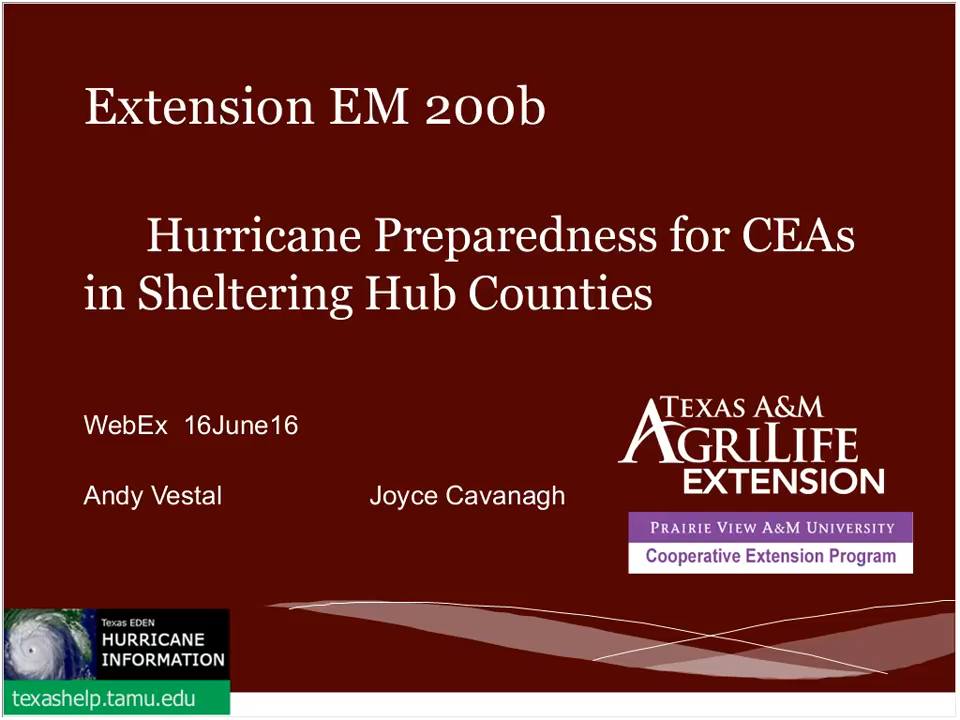 Extension EM 200b
Hurricane Preparedness for CEAs
in Sheltering Hub Counties
WebEx 16June16
Andy Vestal Joyce Cavanagh
TEXAS A&M
AGRILIFE
EXTENSION
PRAIRIE VIEW A&M UNIVERSITY
Cooperative Extension Program
Texas EDEN
HURRICANE
INFORMATION
texashelp.tamu.edu